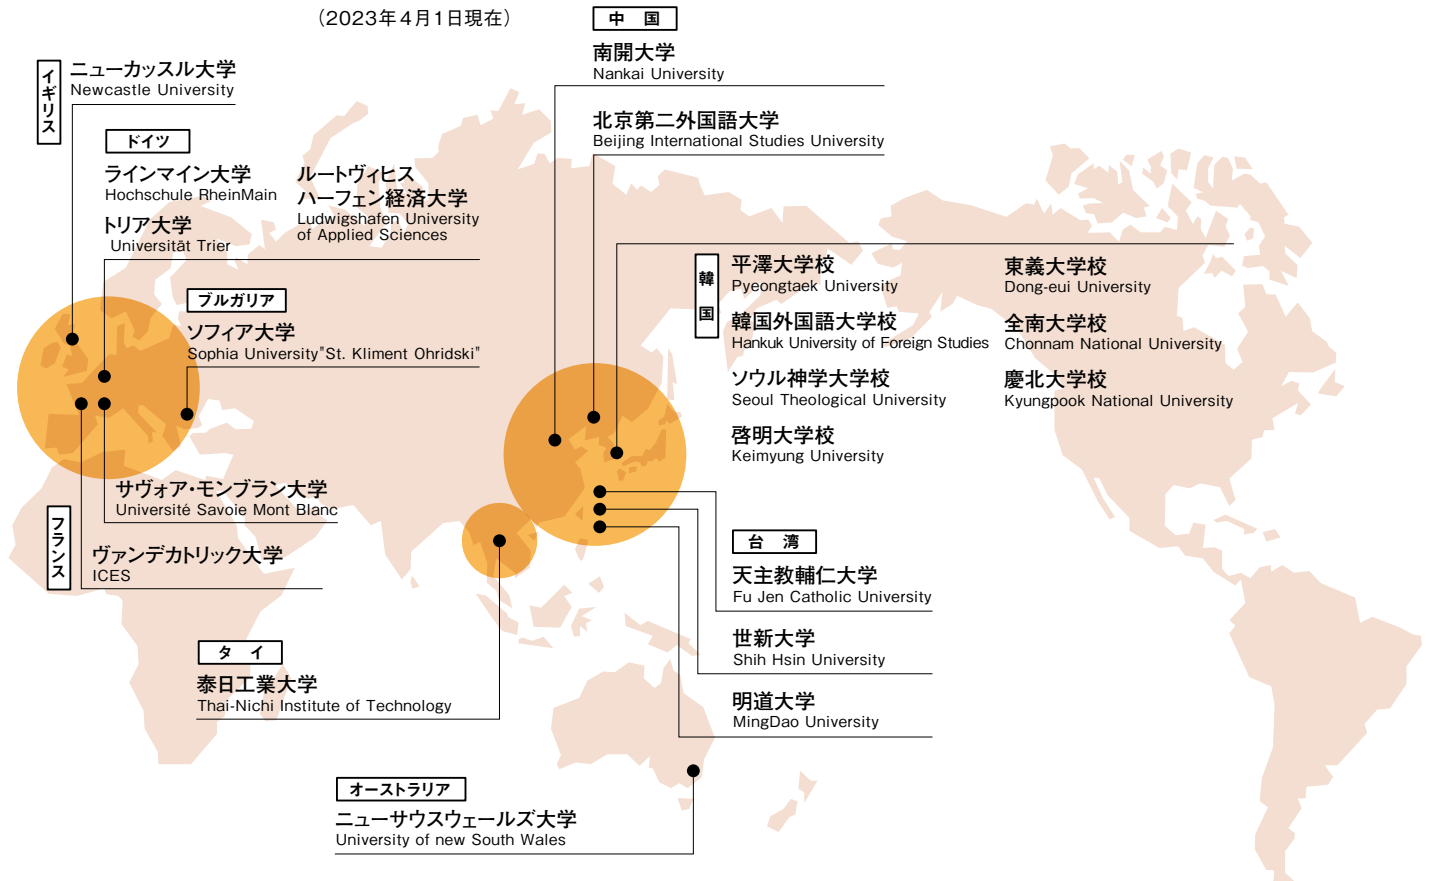 （2023年４月1日現在）
イギリス
ニューカッスル大学
Newcastle University
ドイツ
ラインマイン大学
Hochschule RheinMain
トリア大学
Universität Trier
ルートヴィヒス
ハーフェン経済大学
Ludwigshafen University
of Applied Sciences
ブルガリア
ソフィア大学
Sophia University"St. Kliment Ohridski"
フランス
サヴォア・モンブラン大学
Université Savoie Mont Blanc
ヴァンデカトリック大学
ICES
タ イ
泰日工業大学
Thai-Nichi Institute of Technology
オーストラリア
ニューサウスウェールズ大学
University of new South Wales
中 国
南開大学
Nankai University
北京第二外国語大学
Beijing International Studies University
韓 国
平澤大学校
Pyeongtaek University
韓国外国語大学校
Hankuk University of Foreign Studies
ソウル神学大学校
Seoul Theological University
啓明大学校
Keimyung University
東義大学校
Dong-eui University
全南大学校
Chonnam National University
慶北大学校
Kyungpook National University
台 湾
天主教輔仁大学
Fu Jen Catholic University
世新大学
Shih Hsin University
明道大学
MingDao University